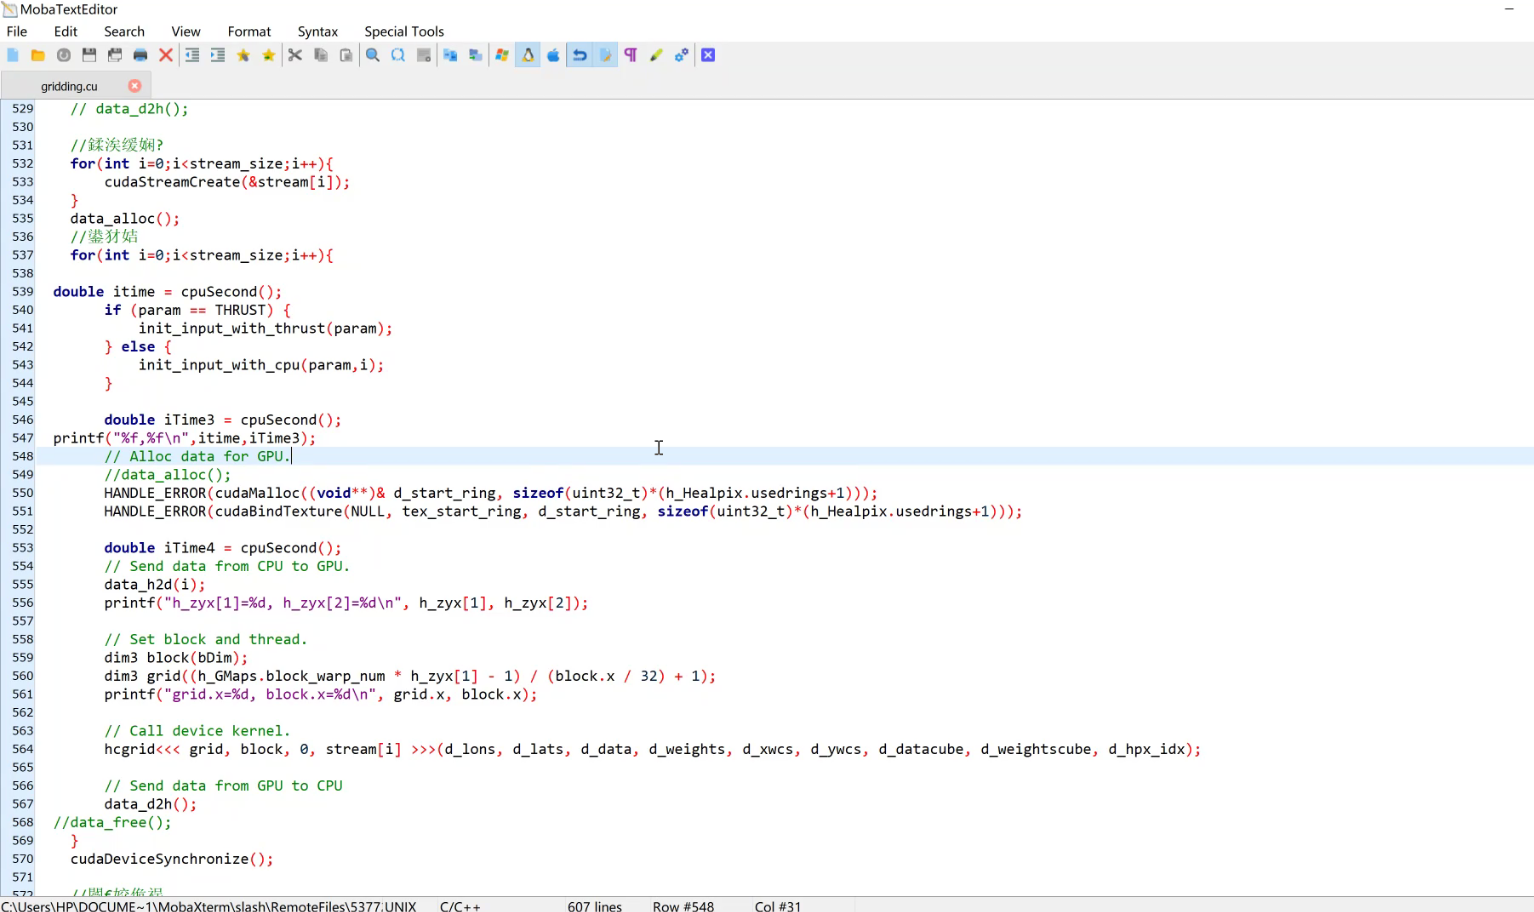 MobaTextEditor
File Edit Search View Format Syntax Special Tools
gridding.cu
529 // data_d2h();
530
531 //鍒涘缓娴?
532 for(int i=0;i<stream_size;i++){
533 cudaStreamCreate(&stream[i]);
534 }
535 data_alloc();
536 //
537 for(int i=0;i<stream_size;i++){
538
539 double itime = cpuSecond();
540 if (param == THRUST) {
541 init_input_with_thrust(param);
542 } else {
543 init_input_with_cpu(param,i);
544 }
545
546 double iTime3 = cpuSecond();
547 printf("%f,%f\n",itime,iTime3);
548 // Alloc data for GPU.
549 //data_alloc();
550 HANDLE_ERROR(cudaMalloc((void**)& d_start_ring, sizeof(uint32_t)*(h_Healpix.usedrings+1)));
551 HANDLE_ERROR(cudaBindTexture(NULL, tex_start_ring, d_start_ring, sizeof(uint32_t)*(h_Healpix.usedrings+1)));
552
553 double iTime4 = cpuSecond();
554 // Send data from CPU to GPU.
555 data_h2d(i);
556 printf("h_zyx[1]=%d, h_zyx[2]=%d\n", h_zyx[1], h_zyx[2]);
557
558 // Set block and thread.
559 dim3 block(bDim);
560 dim3 grid((h_GMaps.block_warp_num * h_zyx[1] - 1) / (block.x / 32) + 1);
561 printf("grid.x=%d, block.x=%d\n", grid.x, block.x);
562
563 // Call device kernel.
564 hcgrid<<< grid, block, 0, stream[i] >>>(d_lons, d_lats, d_data, d_weights, d_xwcs, d_ywcs, d_datacube, d_weightscube, d_hpx_idx);
565
566 // Send data from GPU to CPU
567 data_d2h();
568 //data_free();
569 }
570 cudaDeviceSynchronize();
571
572
C:\Users\HP\DOCUME~1\MobaXterm\slash\RemoteFiles\5377 UNIX C/C++ 607 lines Row #548 Col #31